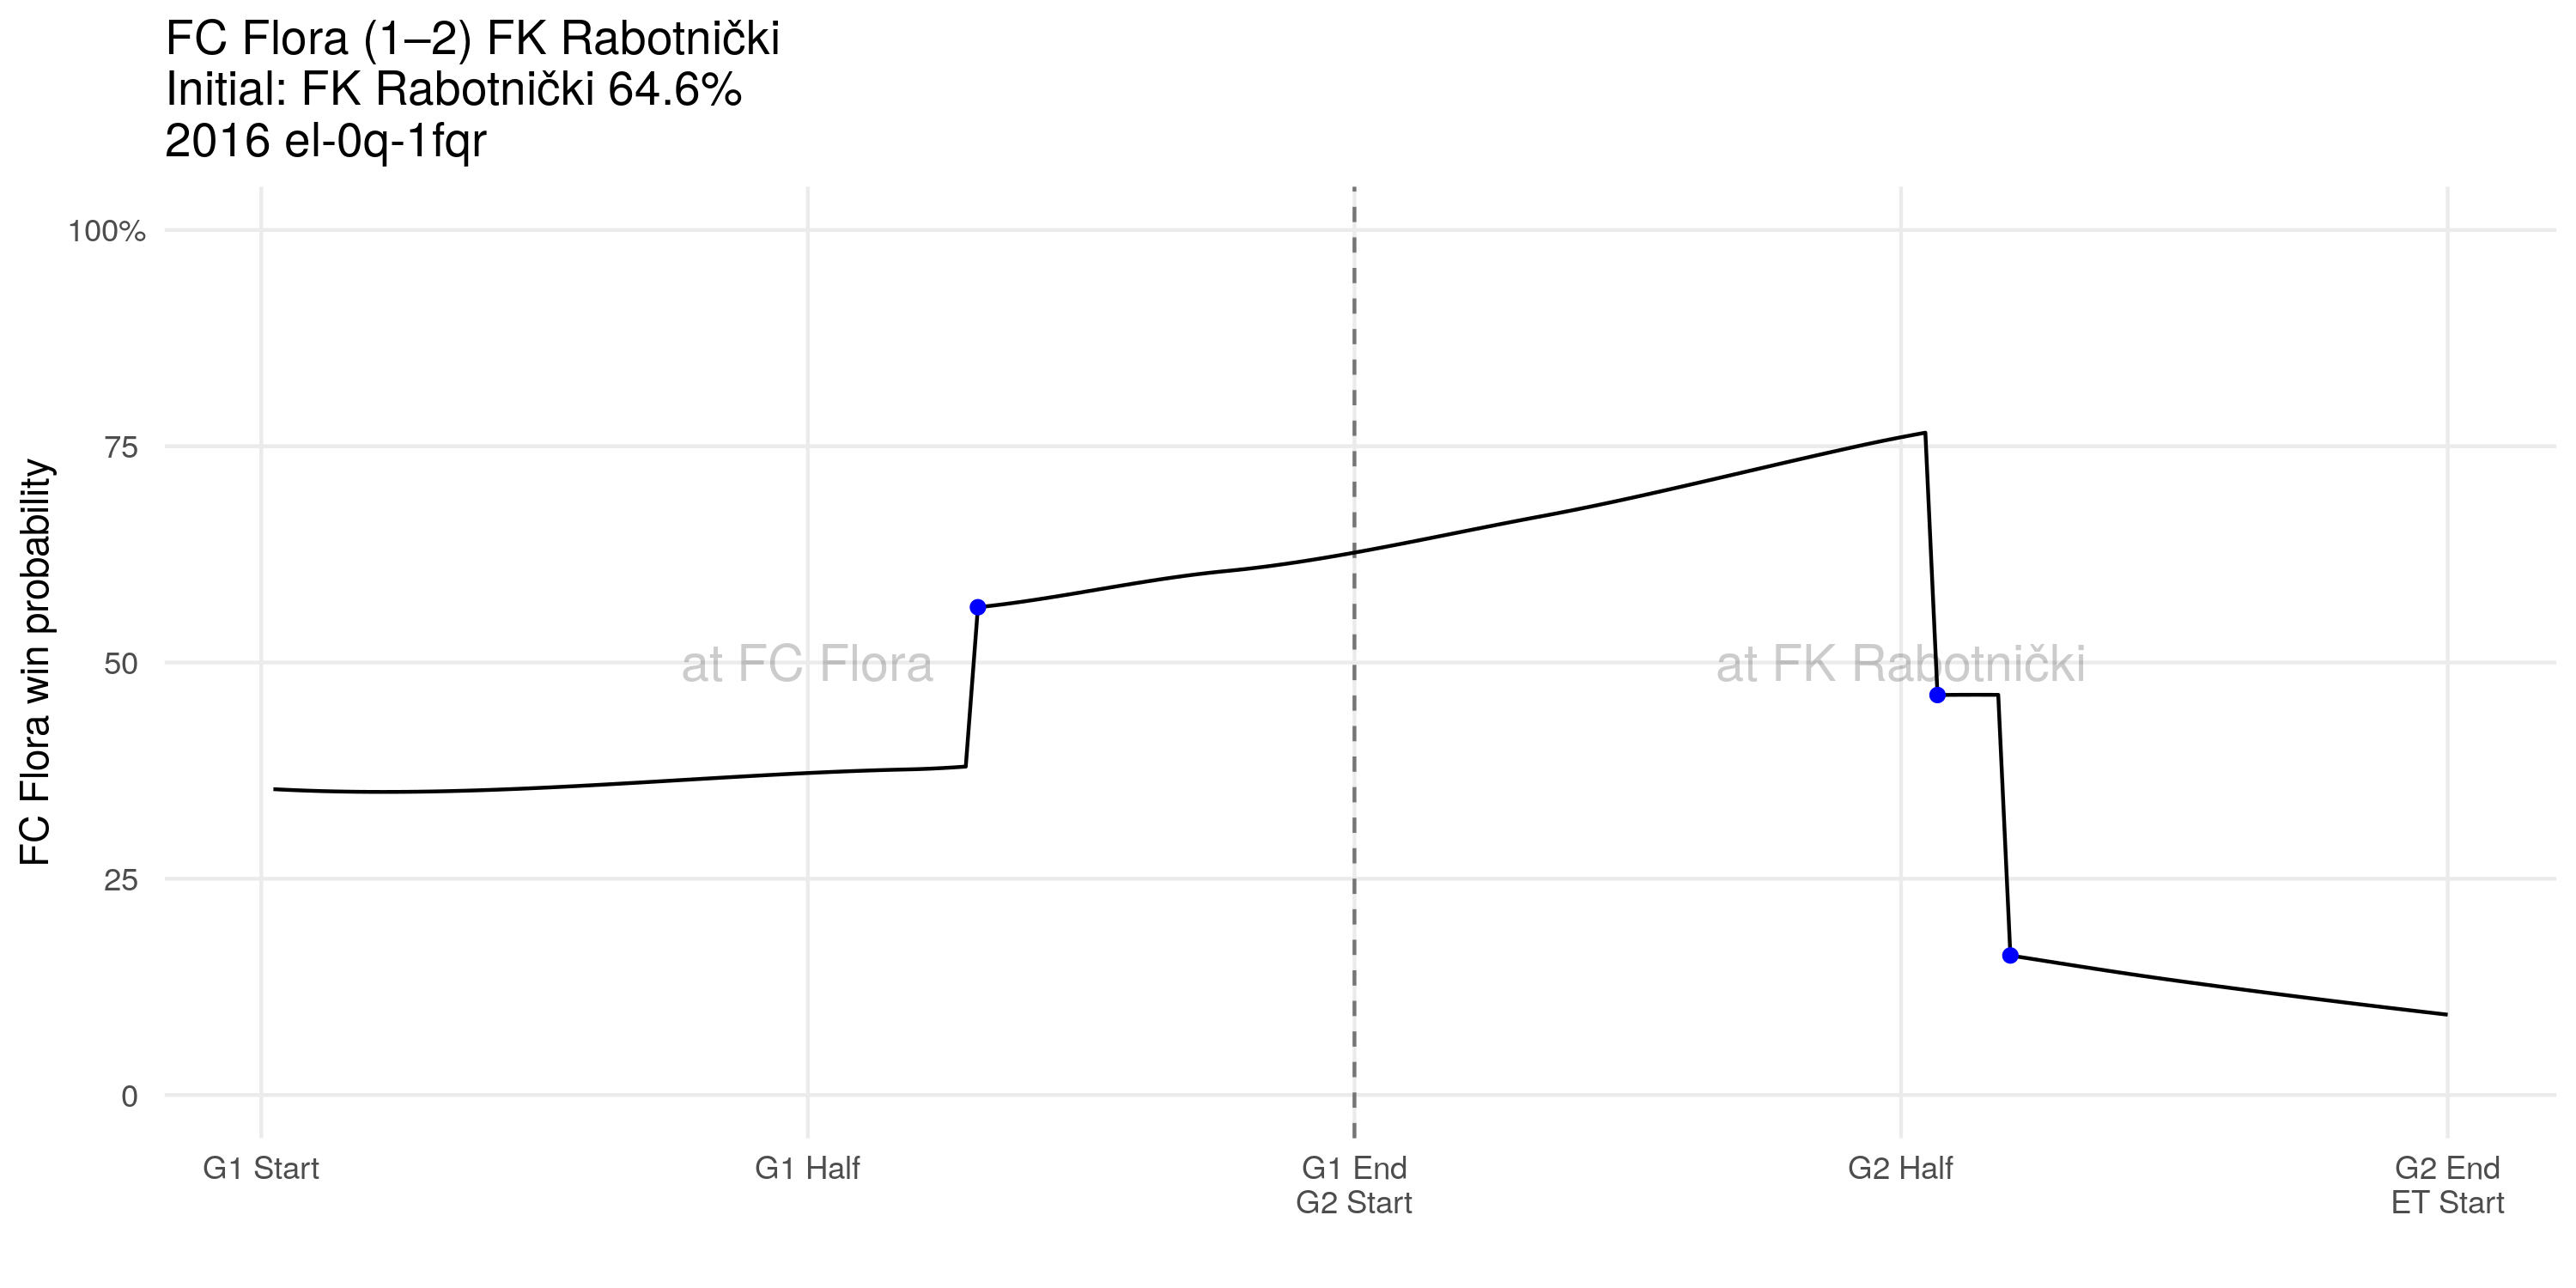 FC Flora (1–2) FK Rabotnički
Initial: FK Rabotnički 64.6%
2016 el-0q-1fqr
FC Flora win probability
100%
75
50
25
0
at FC Flora
at FK Rabotnički
G1 Start
G1 Half
G1 End
G2 Start
G2 Half
G2 End
ET Start